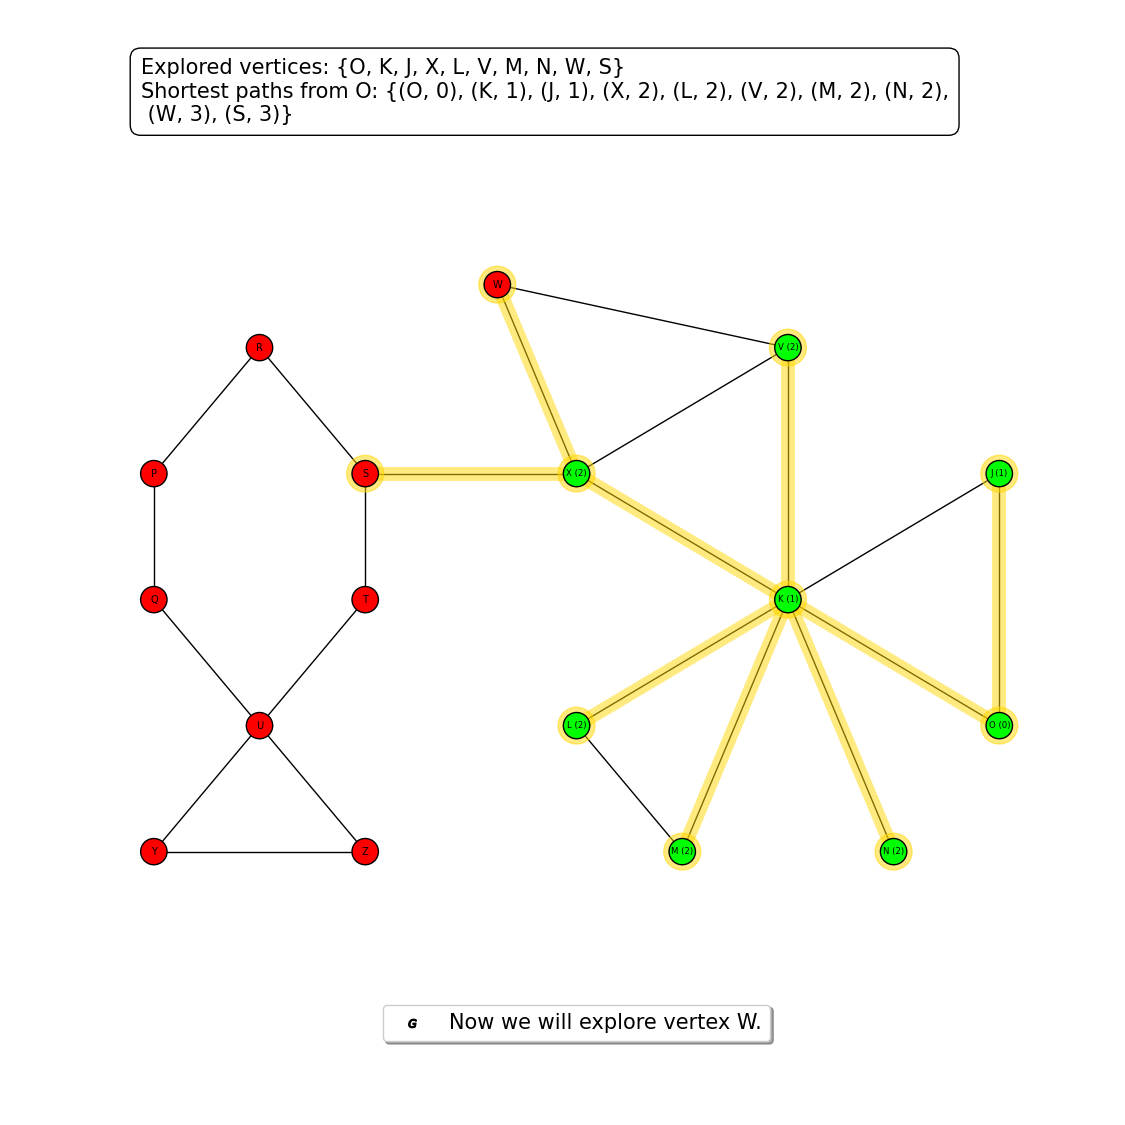 Explored vertices: {O, K, J, X, L, V, M, N, W, S}
Shortest paths from O: {(O, 0), (K, 1), (J, 1), (X, 2), (L, 2), (V, 2), (M, 2), (N, 2),
(W, 3), (S, 3)}
W
R
V (2)
P
S
X (2)
J (1)
Q
T
K (1)
U
L (2)
O (0)
Y
Z
M (2)
N (2)
G Now we will explore vertex W.